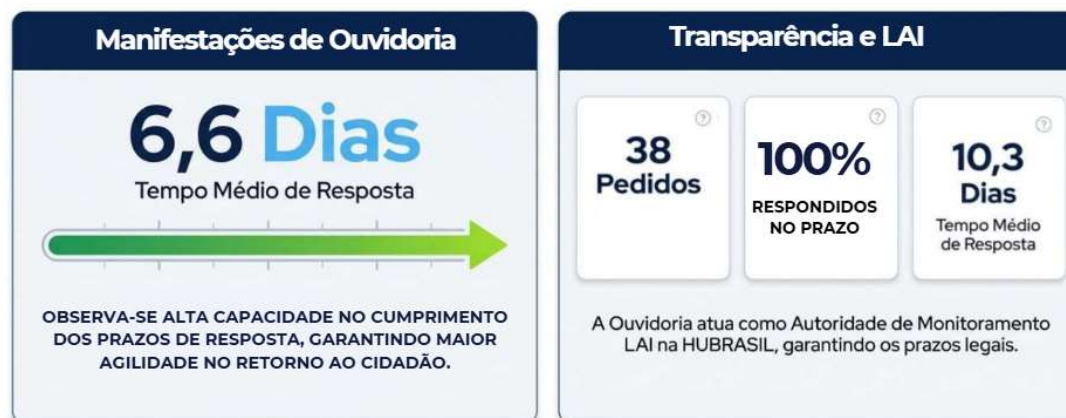 Manifestações de Ouvidoria
6,6 Dias
Tempo Médio de Resposta
OBSERVA-SE ALTA CAPACIDADE NO CUMPRIMENTO
DOS PRAZOS DE RESPOSTA, GARANTINDO MAIOR
AGILIDADE NO RETORNO AO CIDADÃO.
Transparência e LAI
?
38
Pedidos
?
100%
RESPONDIDOS
NO PRAZO
?
10,3
Dias
Tempo Médio
de Resposta
A Ouvidoria atua como Autoridade de Monitoramento
LAI na HUBRASIL, garantindo os prazos legais.